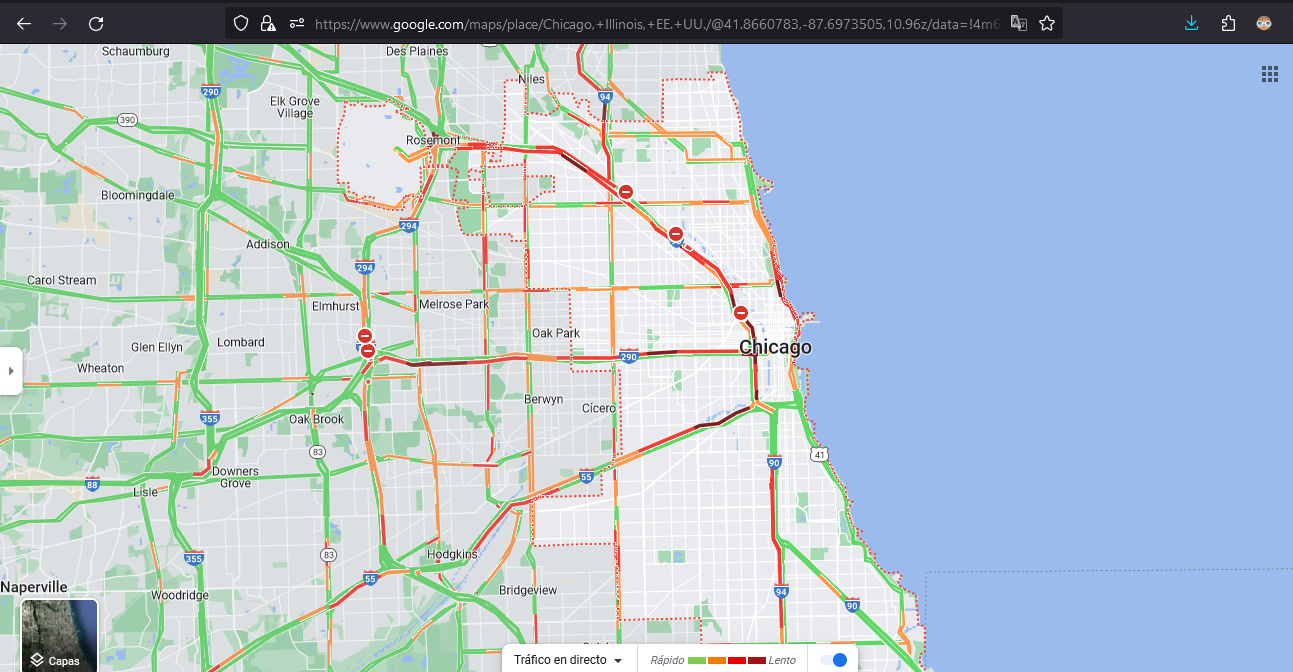 https://www.google.com/maps/place/Chicago,+Illinois,+EE.+UU./@41.8660783,-87.6973505,10.96z/data=!4m6
Schaumburg
Des Plaines
Niles
290
94
Elk Grove
Village
390
Rosemont
Bloomingdale
294
Addison
294
Carol Stream
Elmhurst
Melrose Park
Oak Park
Glen Ellyn
Lombard
Chicago
290
Wheaton
Berwyn
Cícero
355
Oak Brook
83
41
90
Downers
Grove
88
Lisle
55
83
Hodgkins
355
55
Naperville
Woodridge
Bridgeview
94
90
Capas
Tráfico en directo
Rápido
Lento